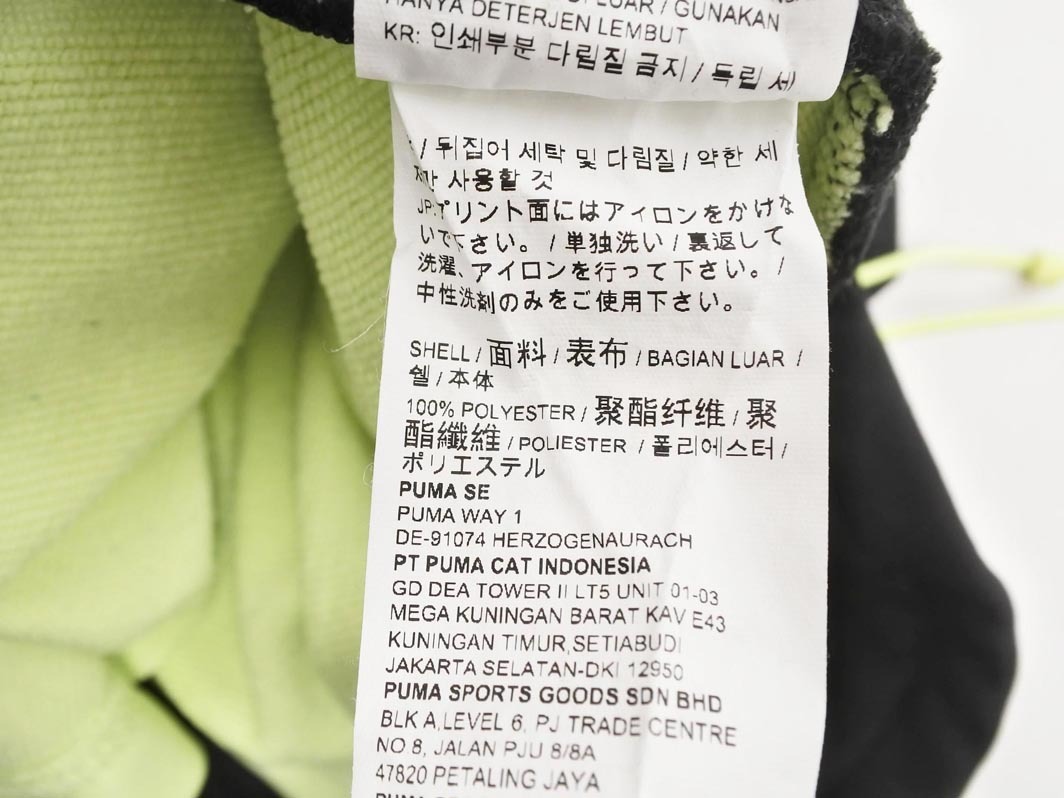 LUAR / GUNAKAN
HANYA DETERJEN LEMBUT
KR: 인쇄부분 다림질 금지 / 독립 세
/ 뒤집어 세탁 및 다림질 / 약한 세
사용할 것
JP:プリント面にはアイロンをかけな
いで下さい。 / 単独洗い / 裏返して
洗濯、アイロンを行って下さい。 /
中性洗剤のみをご使用下さい。
SHELL / 面料 / 表布 / BAGIAN LUAR /
쉘 / 本体
100% POLYESTER / 聚酯纤维 / 聚
酯纖維 / POLIESTER / 폴리에스터 /
ポリエステル
PUMA SE
PUMA WAY 1
DE-91074 HERZOGENAURACH
PT PUMA CAT INDONESIA
GD DEA TOWER II LT5 UNIT 01-03
MEGA KUNINGAN BARAT KAV E43
KUNINGAN TIMUR,SETIABUDI
JAKARTA SELATAN-DKI 12950
PUMA SPORTS GOODS SDN BHD
BLK A,LEVEL 6, PJ TRADE CENTRE
NO 8, JALAN PJU 8/8A
47820 PETALING JAYA